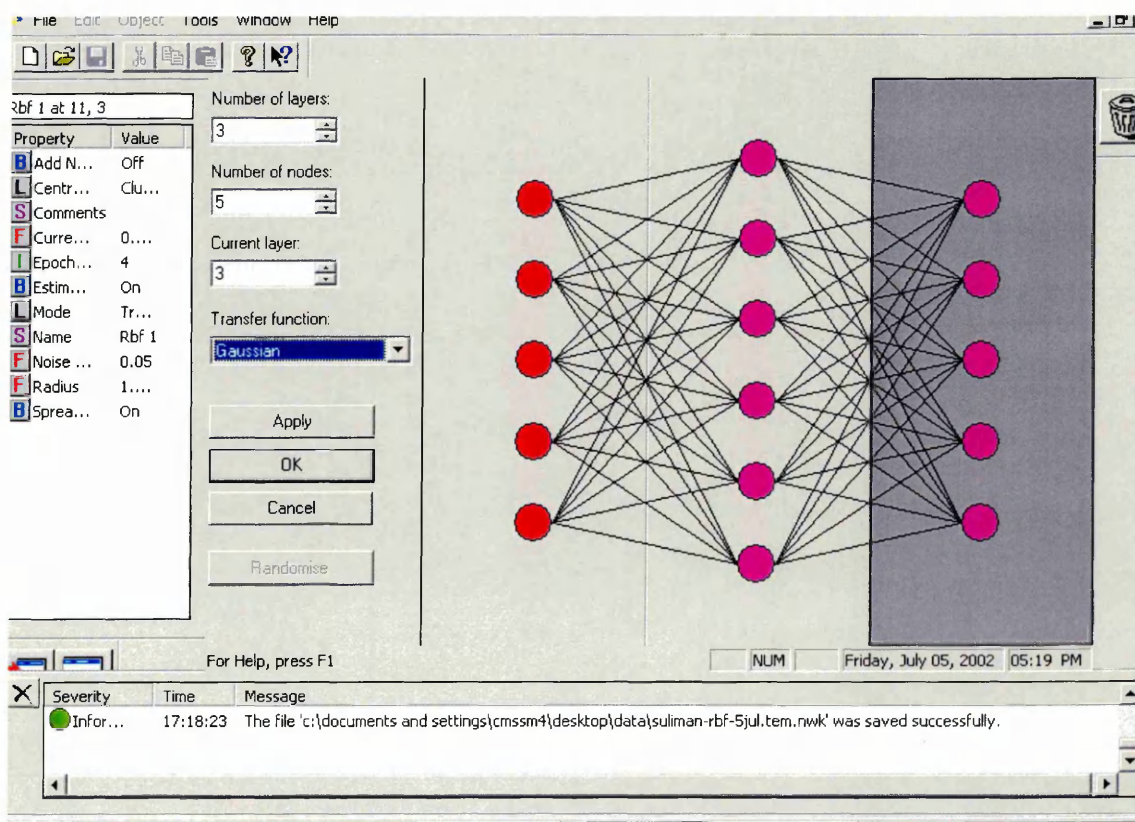 File Edit Object Tools Window Help
Rbf 1 at 11, 3
Property Value
B Add N... Off
L Centr... Clu...
S Comments
F Curre... 0....
I Epoch... 4
B Estim... On
L Mode Tr...
S Name Rbf 1
F Noise ... 0.05
F Radius 1....
B Sprea... On
Number of layers:
3
Number of nodes:
5
Current layer:
3
Transfer function:
Gaussian
Apply
OK
Cancel
Randomise
For Help, press F1
NUM Friday, July 05, 2002 05:19 PM
Severity Time Message
Infor... 17:18:23 The file 'c:\documents and settings\cmssm4\desktop\data\suliman-rbf-5jul.tem.nwk' was saved successfully.